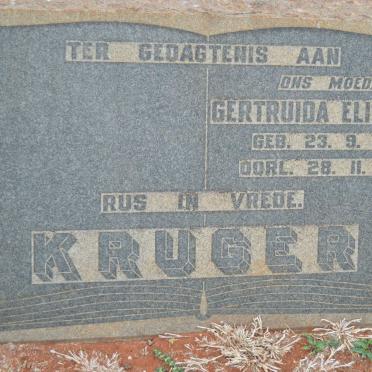 TER GEDAGTENIS AAN
ONS MOED
GERTRUIDA ELI
GEB. 23. 9.
OORL. 28. 11.
RUS IN VREDE.
KRUGER